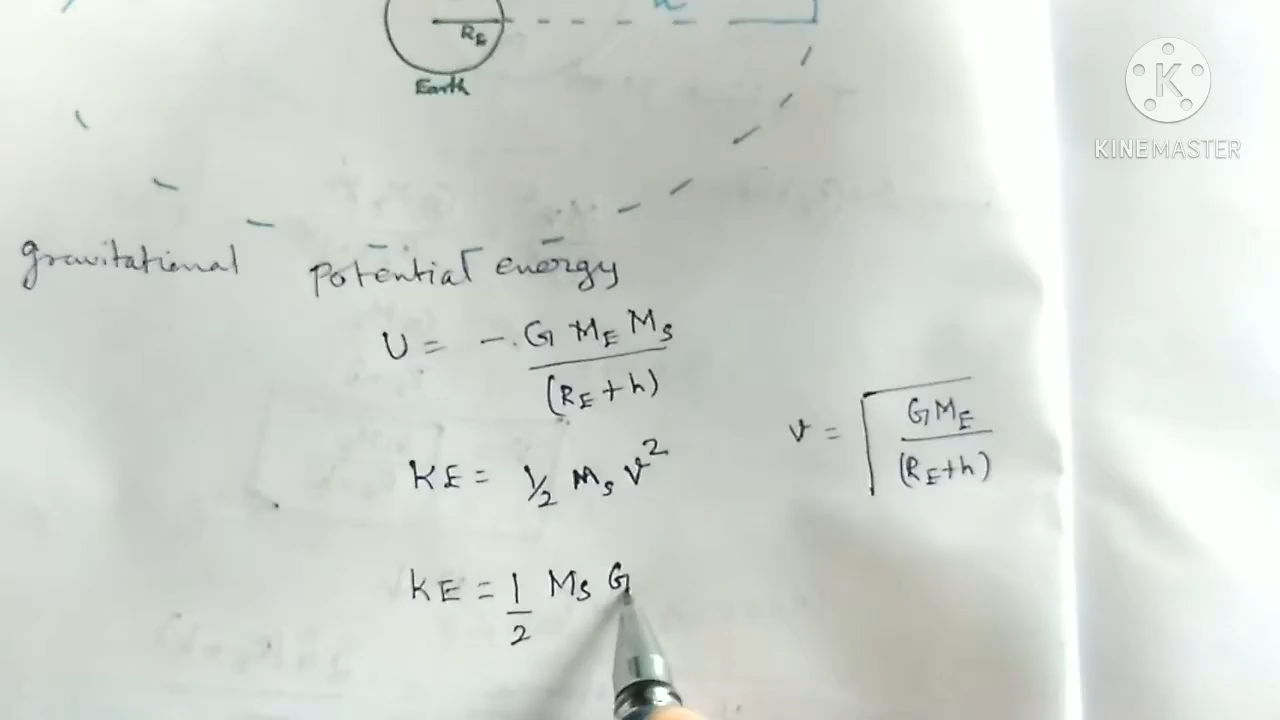 R_E
Earth
K
KINEMASTER
gravitational potential energy
U = - G M_E M_S / (R_E + h)
v = √(G M_E / (R_E + h))
KE = 1/2 M_S v²
KE = 1/2 M_S G